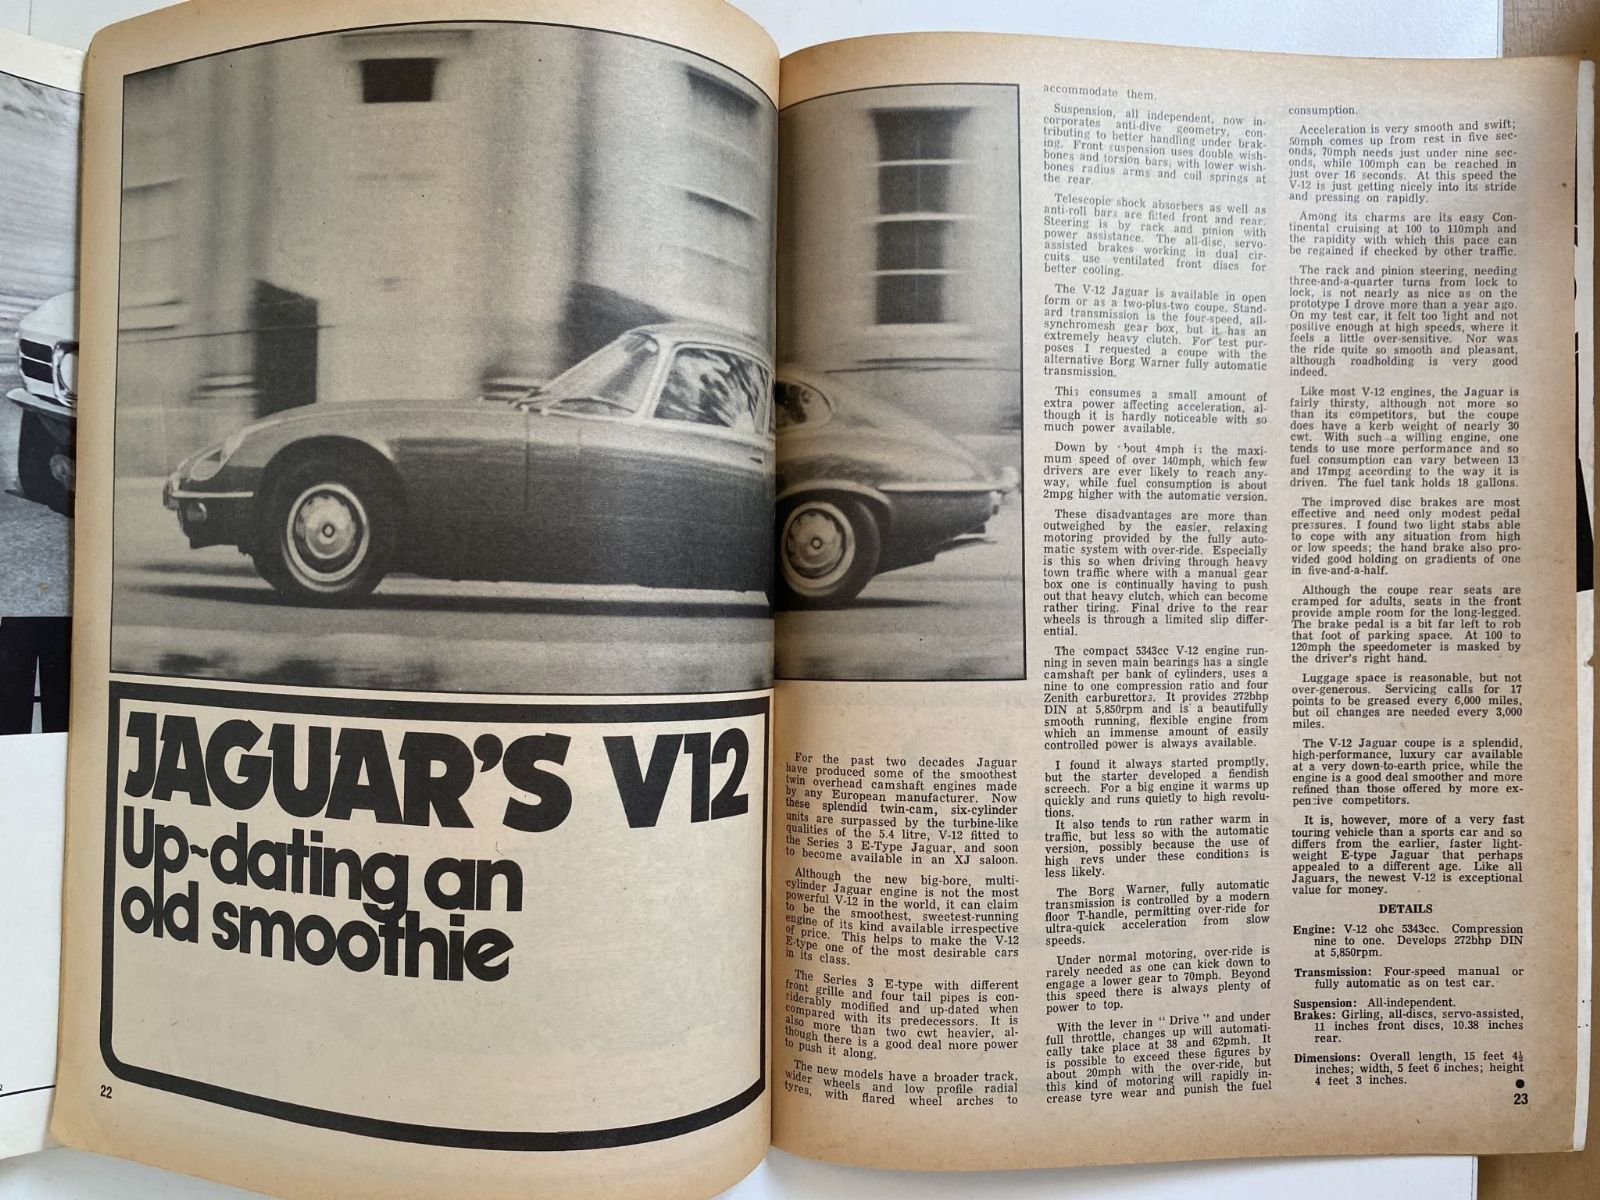 JAGUAR'S V12
Up-dating an
old smoothie
22
For the past two decades Jaguar
have produced some of the smoothest
twin overhead camshaft engines made
by any European manufacturer. Now
these splendid twin-cam, six-cylinder
units are surpassed by the turbine-like
qualities of the 5.4 litre, V-12 fitted to
the Series 3 E-Type Jaguar, and soon
to become available in an XJ saloon.
Although the new big-bore, multi-
cylinder Jaguar engine is not the most
powerful V-12 in the world, it can claim
to be the smoothest, sweetest-running
engine of its kind available irrespective
of price. This helps to make the V-12
E-type one of the most desirable cars
in its class.
The Series 3 E-type with different
front grille and four tail pipes is con-
siderably modified and up-dated when
compared with its predecessors. It is
also more than two cwt heavier, al-
though there is a good deal more power
to push it along.
The new models have a broader track,
wider wheels and low profile radial
tyres, with flared wheel arches to
accommodate them.
Suspension, all independent, now in-
corporates anti-dive geometry, con-
tributing to better handling under brak-
ing. Front suspension uses double wish-
bones and torsion bars, with lower wish-
bones radius arms and coil springs at
the rear.
Telescopic shock absorbers as well as
anti-roll bars are fitted front and rear.
Steering is by rack and pinion with
power assistance. The all-disc, servo-
assisted brakes working in dual cir-
cuits use ventilated front discs for
better cooling.
The V-12 Jaguar is available in open
form or as a two-plus-two coupe. Stand-
ard transmission is the four-speed, all-
synchromesh gear box, but it has an
extremely heavy clutch. For test pur-
poses I requested a coupe with the
alternative Borg Warner fully automatic
transmission.
This consumes a small amount of
extra power affecting acceleration, al-
though it is hardly noticeable with so
much power available.
Down by 'bout 4mph is the maxi-
mum speed of over 140mph, which few
drivers are ever likely to reach any-
way, while fuel consumption is about
2mpg higher with the automatic version.
These disadvantages are more than
outweighed by the easier, relaxing
motoring provided by the fully auto-
matic system with over-ride. Especially
is this so when driving through heavy
town traffic where with a manual gear
box one is continually having to push
out that heavy clutch, which can become
rather tiring. Final drive to the rear
wheels is through a limited slip differ-
ential.
The compact 5343cc V-12 engine run-
ning in seven main bearings has a single
camshaft per bank of cylinders, uses a
nine to one compression ratio and four
Zenith carburettors. It provides 272bhp
DIN at 5,850rpm and is a beautifully
smooth running, flexible engine from
which an immense amount of easily
controlled power is always available.
I found it always started promptly,
but the starter developed a fiendish
screech. For a big engine it warms up
quickly and runs quietly to high revolu-
tions.
It also tends to run rather warm in
traffic, but less so with the automatic
version, possibly because the use of
high revs under these conditions is
less likely.
The Borg Warner, fully automatic
transmission is controlled by a modern
floor T-handle, permitting over-ride for
ultra-quick acceleration from slow
speeds.
Under normal motoring, over-ride is
rarely needed as one can kick down to
engage a lower gear to 70mph. Beyond
this speed there is always plenty of
power to top.
With the lever in "Drive" and under
full throttle, changes up will automati-
cally take place at 38 and 62pmh. It
is possible to exceed these figures by
about 20mph with the over-ride, but
this kind of motoring will rapidly in-
crease tyre wear and punish the fuel
consumption.
Acceleration is very smooth and swift;
50mph comes up from rest in five sec-
onds, 70mph needs just under nine sec-
onds, while 100mph can be reached in
just over 16 seconds. At this speed the
V-12 is just getting nicely into its stride
and pressing on rapidly.
Among its charms are its easy Con-
tinental cruising at 100 to 110mph and
the rapidity with which this pace can
be regained if checked by other traffic.
The rack and pinion steering, needing
three-and-a-quarter turns from lock to
lock, is not nearly as nice as on the
prototype I drove more than a year ago.
On my test car, it felt too light and not
positive enough at high speeds, where it
feels a little over-sensitive. Nor was
the ride quite so smooth and pleasant,
although roadholding is very good
indeed.
Like most V-12 engines, the Jaguar is
fairly thirsty, although not more so
than its competitors, but the coupe
does have a kerb weight of nearly 30
cwt. With such a willing engine, one
tends to use more performance and so
fuel consumption can vary between 13
and 17mpg according to the way it is
driven. The fuel tank holds 18 gallons.
The improved disc brakes are most
effective and need only modest pedal
pressures. I found two light stabs able
to cope with any situation from high
or low speeds; the hand brake also pro-
vided good holding on gradients of one
in five-and-a-half.
Although the coupe rear seats are
cramped for adults, seats in the front
provide ample room for the long-legged.
The brake pedal is a bit far left to rob
that foot of parking space. At 100 to
120mph the speedometer is masked by
the driver's right hand.
Luggage space is reasonable, but not
over-generous. Servicing calls for 17
points to be greased every 6,000 miles,
but oil changes are needed every 3,000
miles.
The V-12 Jaguar coupe is a splendid,
high-performance, luxury car available
at a very down-to-earth price, while the
engine is a good deal smoother and more
refined than those offered by more ex-
pensive competitors.
It is, however, more of a very fast
touring vehicle than a sports car and so
differs from the earlier, faster light-
weight E-type Jaguar that perhaps
appealed to a different age. Like all
Jaguars, the newest V-12 is exceptional
value for money.
DETAILS
Engine: V-12 ohc 5343cc. Compression
nine to one. Develops 272bhp DIN
at 5,850rpm.
Transmission: Four-speed manual or
fully automatic as on test car.
Suspension: All-independent.
Brakes: Girling, all-discs, servo-assisted,
11 inches front discs, 10.38 inches
rear.
Dimensions: Overall length, 15 feet 4½
inches; width, 5 feet 6 inches; height
4 feet 3 inches.
23